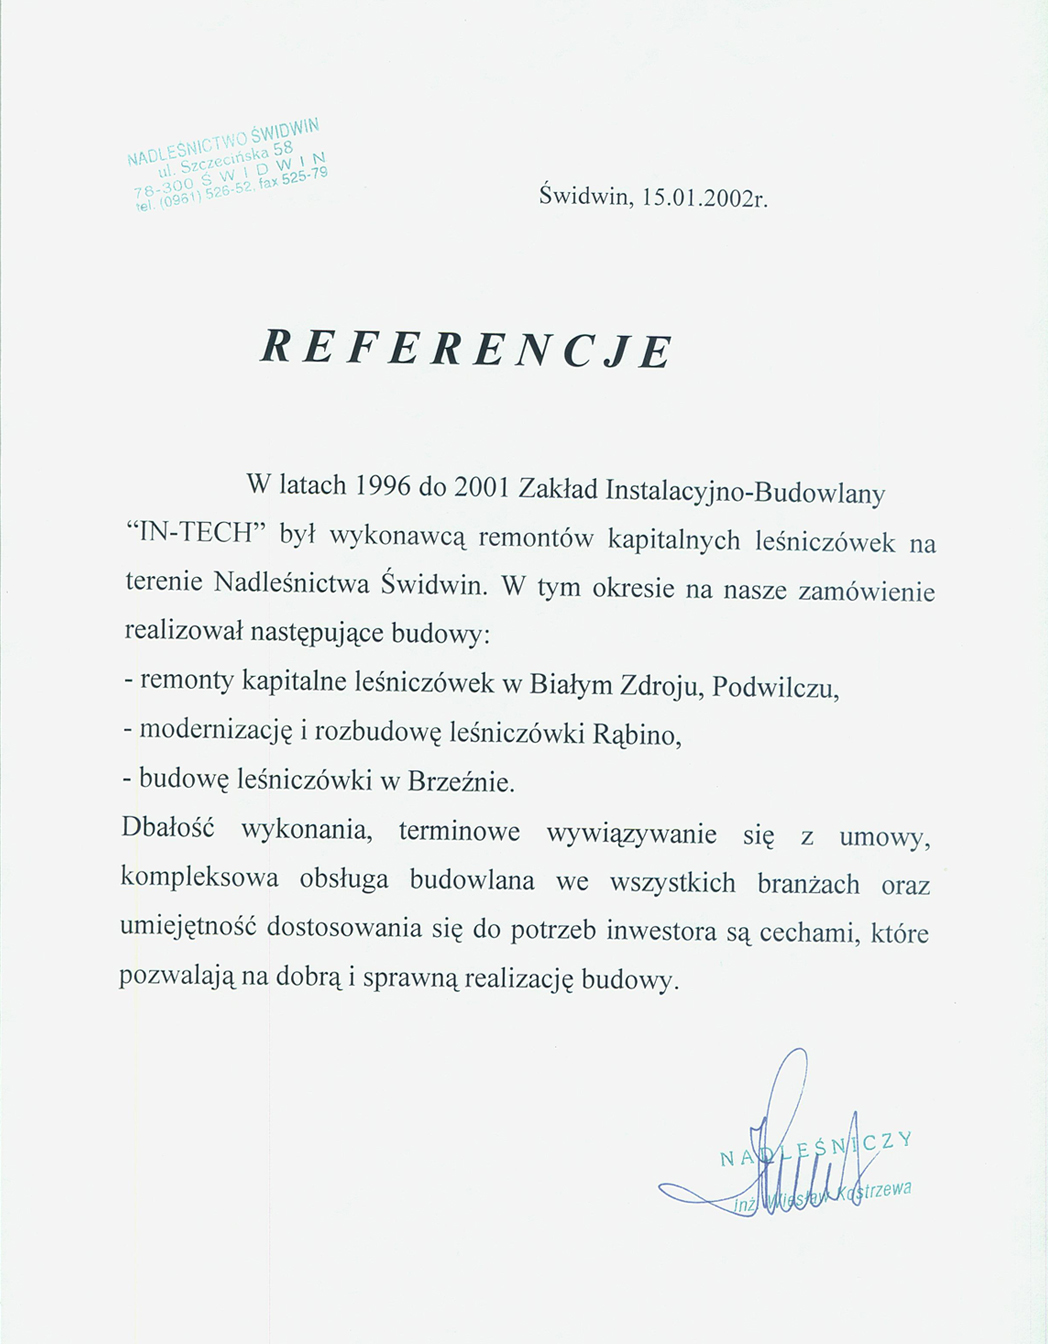 NADLEŚNICTWO ŚWIDWIN
ul. Szczecińska 58
78-300 ŚWIDWIN
tel. (0961) 526-52, fax 525-79
Świdwin, 15.01.2002r.
REFERENCJE
W latach 1996 do 2001 Zakład Instalacyjno-Budowlany
“IN-TECH” był wykonawcą remontów kapitalnych leśniczówek na
terenie Nadleśnictwa Świdwin. W tym okresie na nasze zamówienie
realizował następujące budowy:
- remonty kapitalne leśniczówek w Białym Zdroju, Podwilczu,
- modernizację i rozbudowę leśniczówki Rąbino,
- budowę leśniczówki w Brzeźnie.
Dbałość wykonania, terminowe wywiązywanie się z umowy,
kompleksowa obsługa budowlana we wszystkich branżach oraz
umiejętność dostosowania się do potrzeb inwestora są cechami, które
pozwalają na dobrą i sprawną realizację budowy.
NADLEŚNICZY
inż. Wiesław Kostrzewa